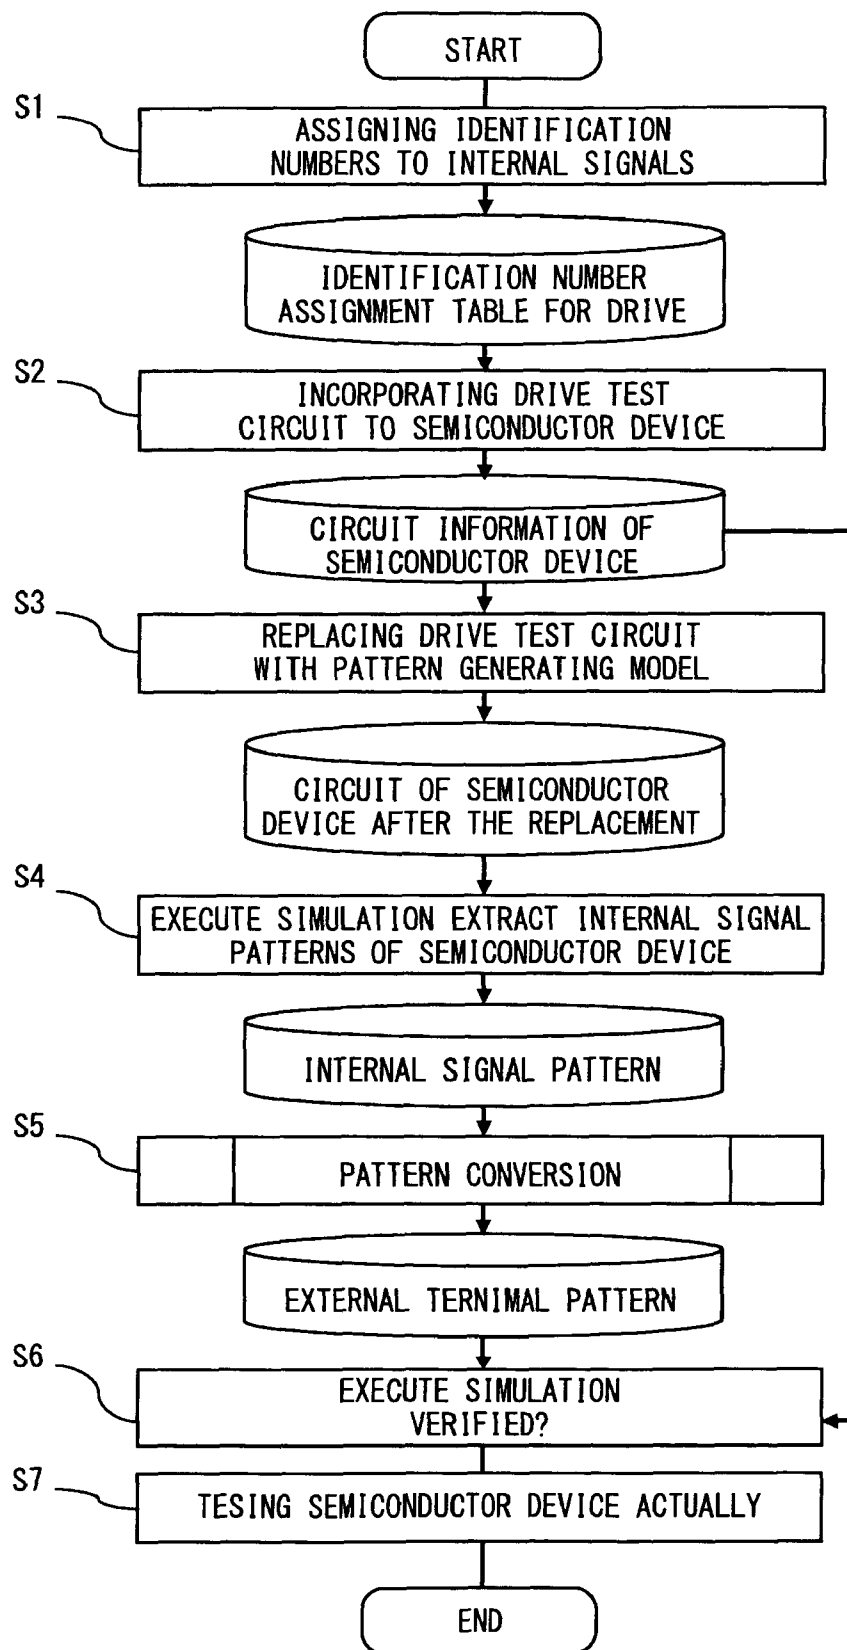 START
S1
ASSIGNING IDENTIFICATION
NUMBERS TO INTERNAL SIGNALS
IDENTIFICATION NUMBER
ASSIGNMENT TABLE FOR DRIVE
S2
INCORPORATING DRIVE TEST
CIRCUIT TO SEMICONDUCTOR DEVICE
CIRCUIT INFORMATION OF
SEMICONDUCTOR DEVICE
S3
REPLACING DRIVE TEST CIRCUIT
WITH PATTERN GENERATING MODEL
CIRCUIT OF SEMICONDUCTOR
DEVICE AFTER THE REPLACEMENT
S4
EXECUTE SIMULATION EXTRACT INTERNAL SIGNAL
PATTERNS OF SEMICONDUCTOR DEVICE
INTERNAL SIGNAL PATTERN
S5
PATTERN CONVERSION
EXTERNAL TERNIMAL PATTERN
S6
EXECUTE SIMULATION
VERIFIED?
S7
TESING SEMICONDUCTOR DEVICE ACTUALLY
END